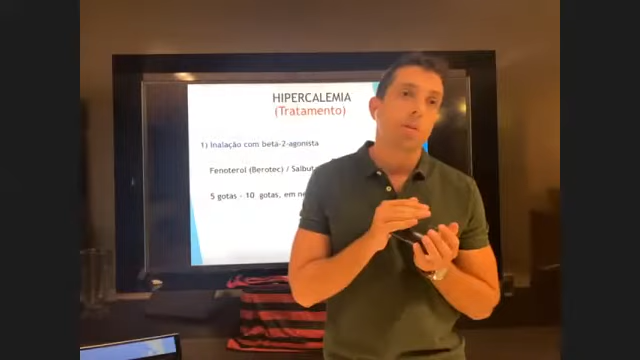 HIPERCALEMIA
(Tratamento)
1) Inalação com beta-2-agonista
Fenoterol (Berotec) / Salbut
5 gotas - 10 gotas, em ne